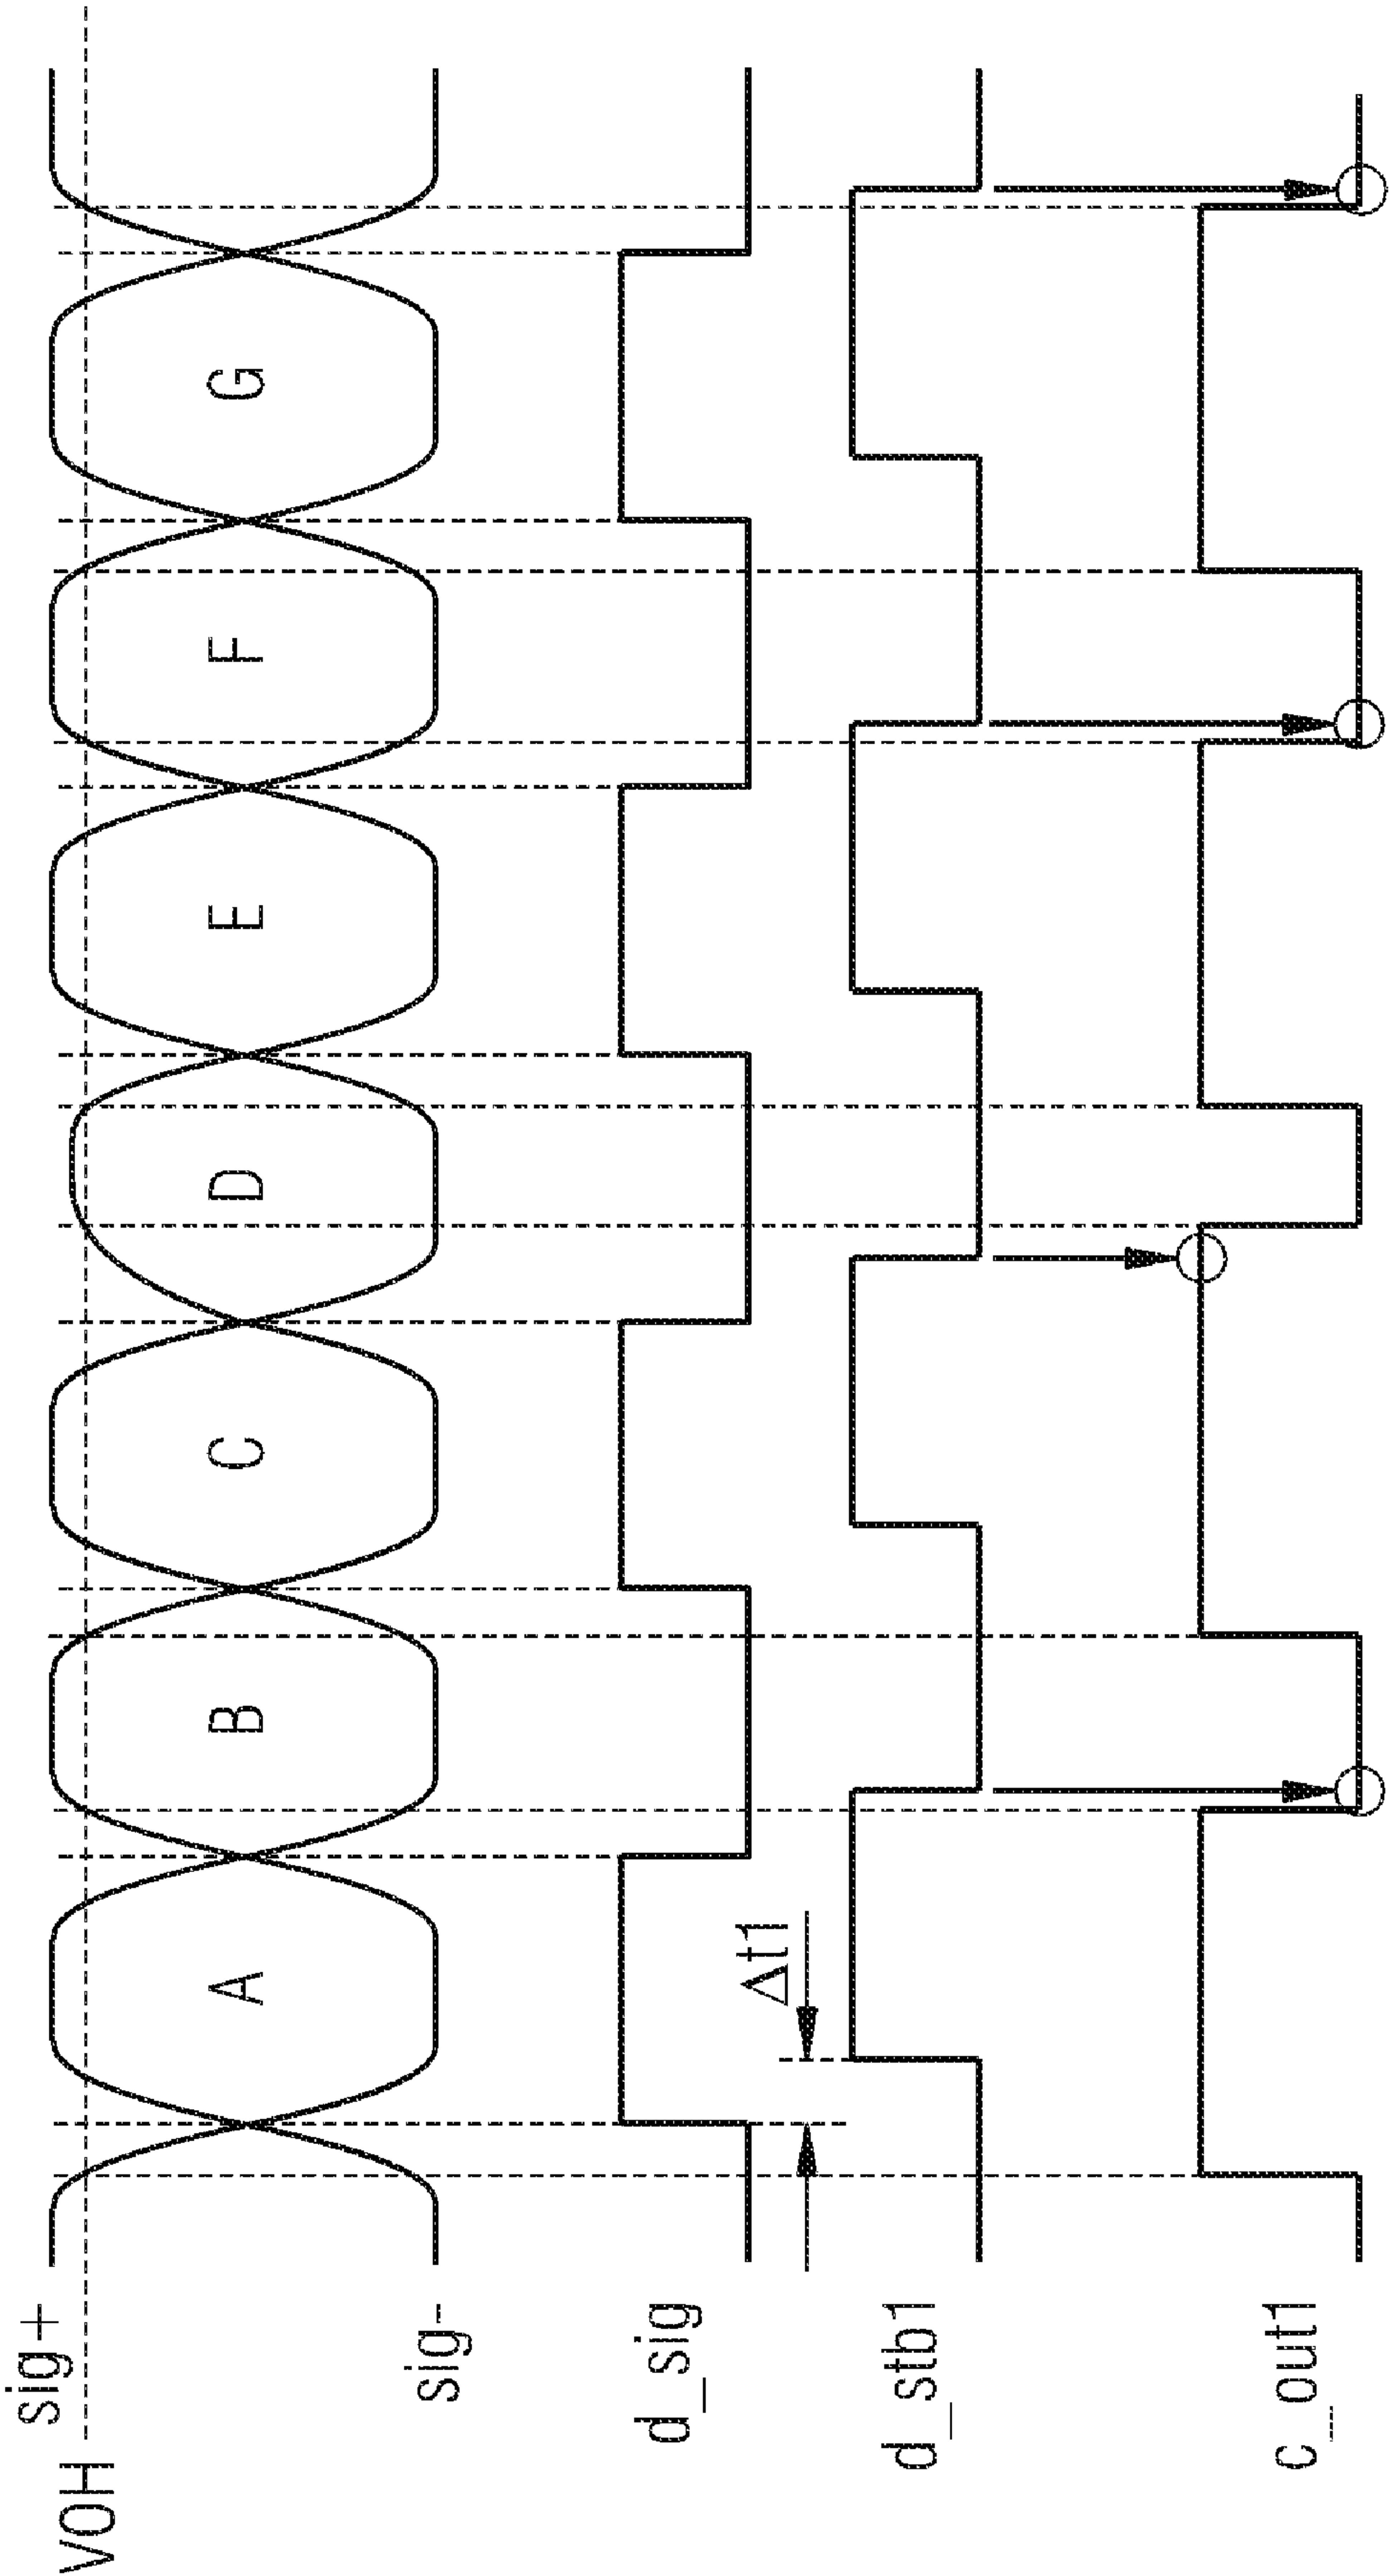 sig+
VOH
sig-
d_sig
d_stb1
c_out1
A
B
C
D
E
F
G
Δt1